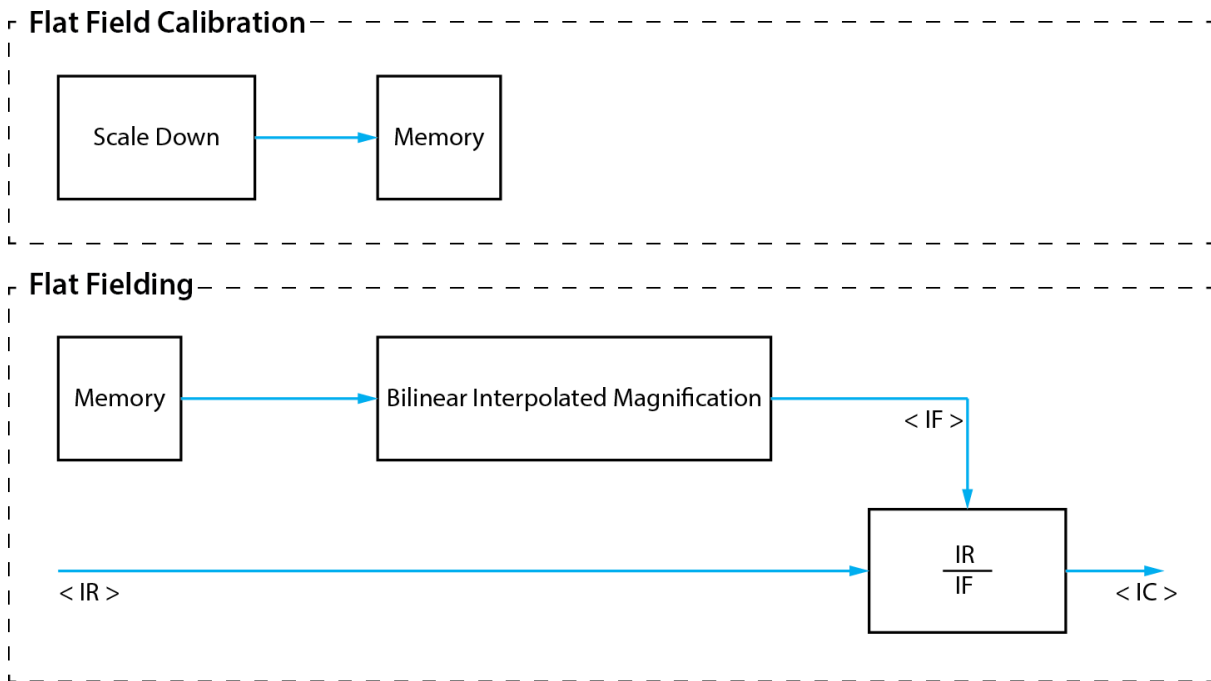 Flat Field Calibration
Scale Down
Memory
Flat Fielding
Memory
Bilinear Interpolated Magnification
< IF >
IR
IF
< IR >
< IC >